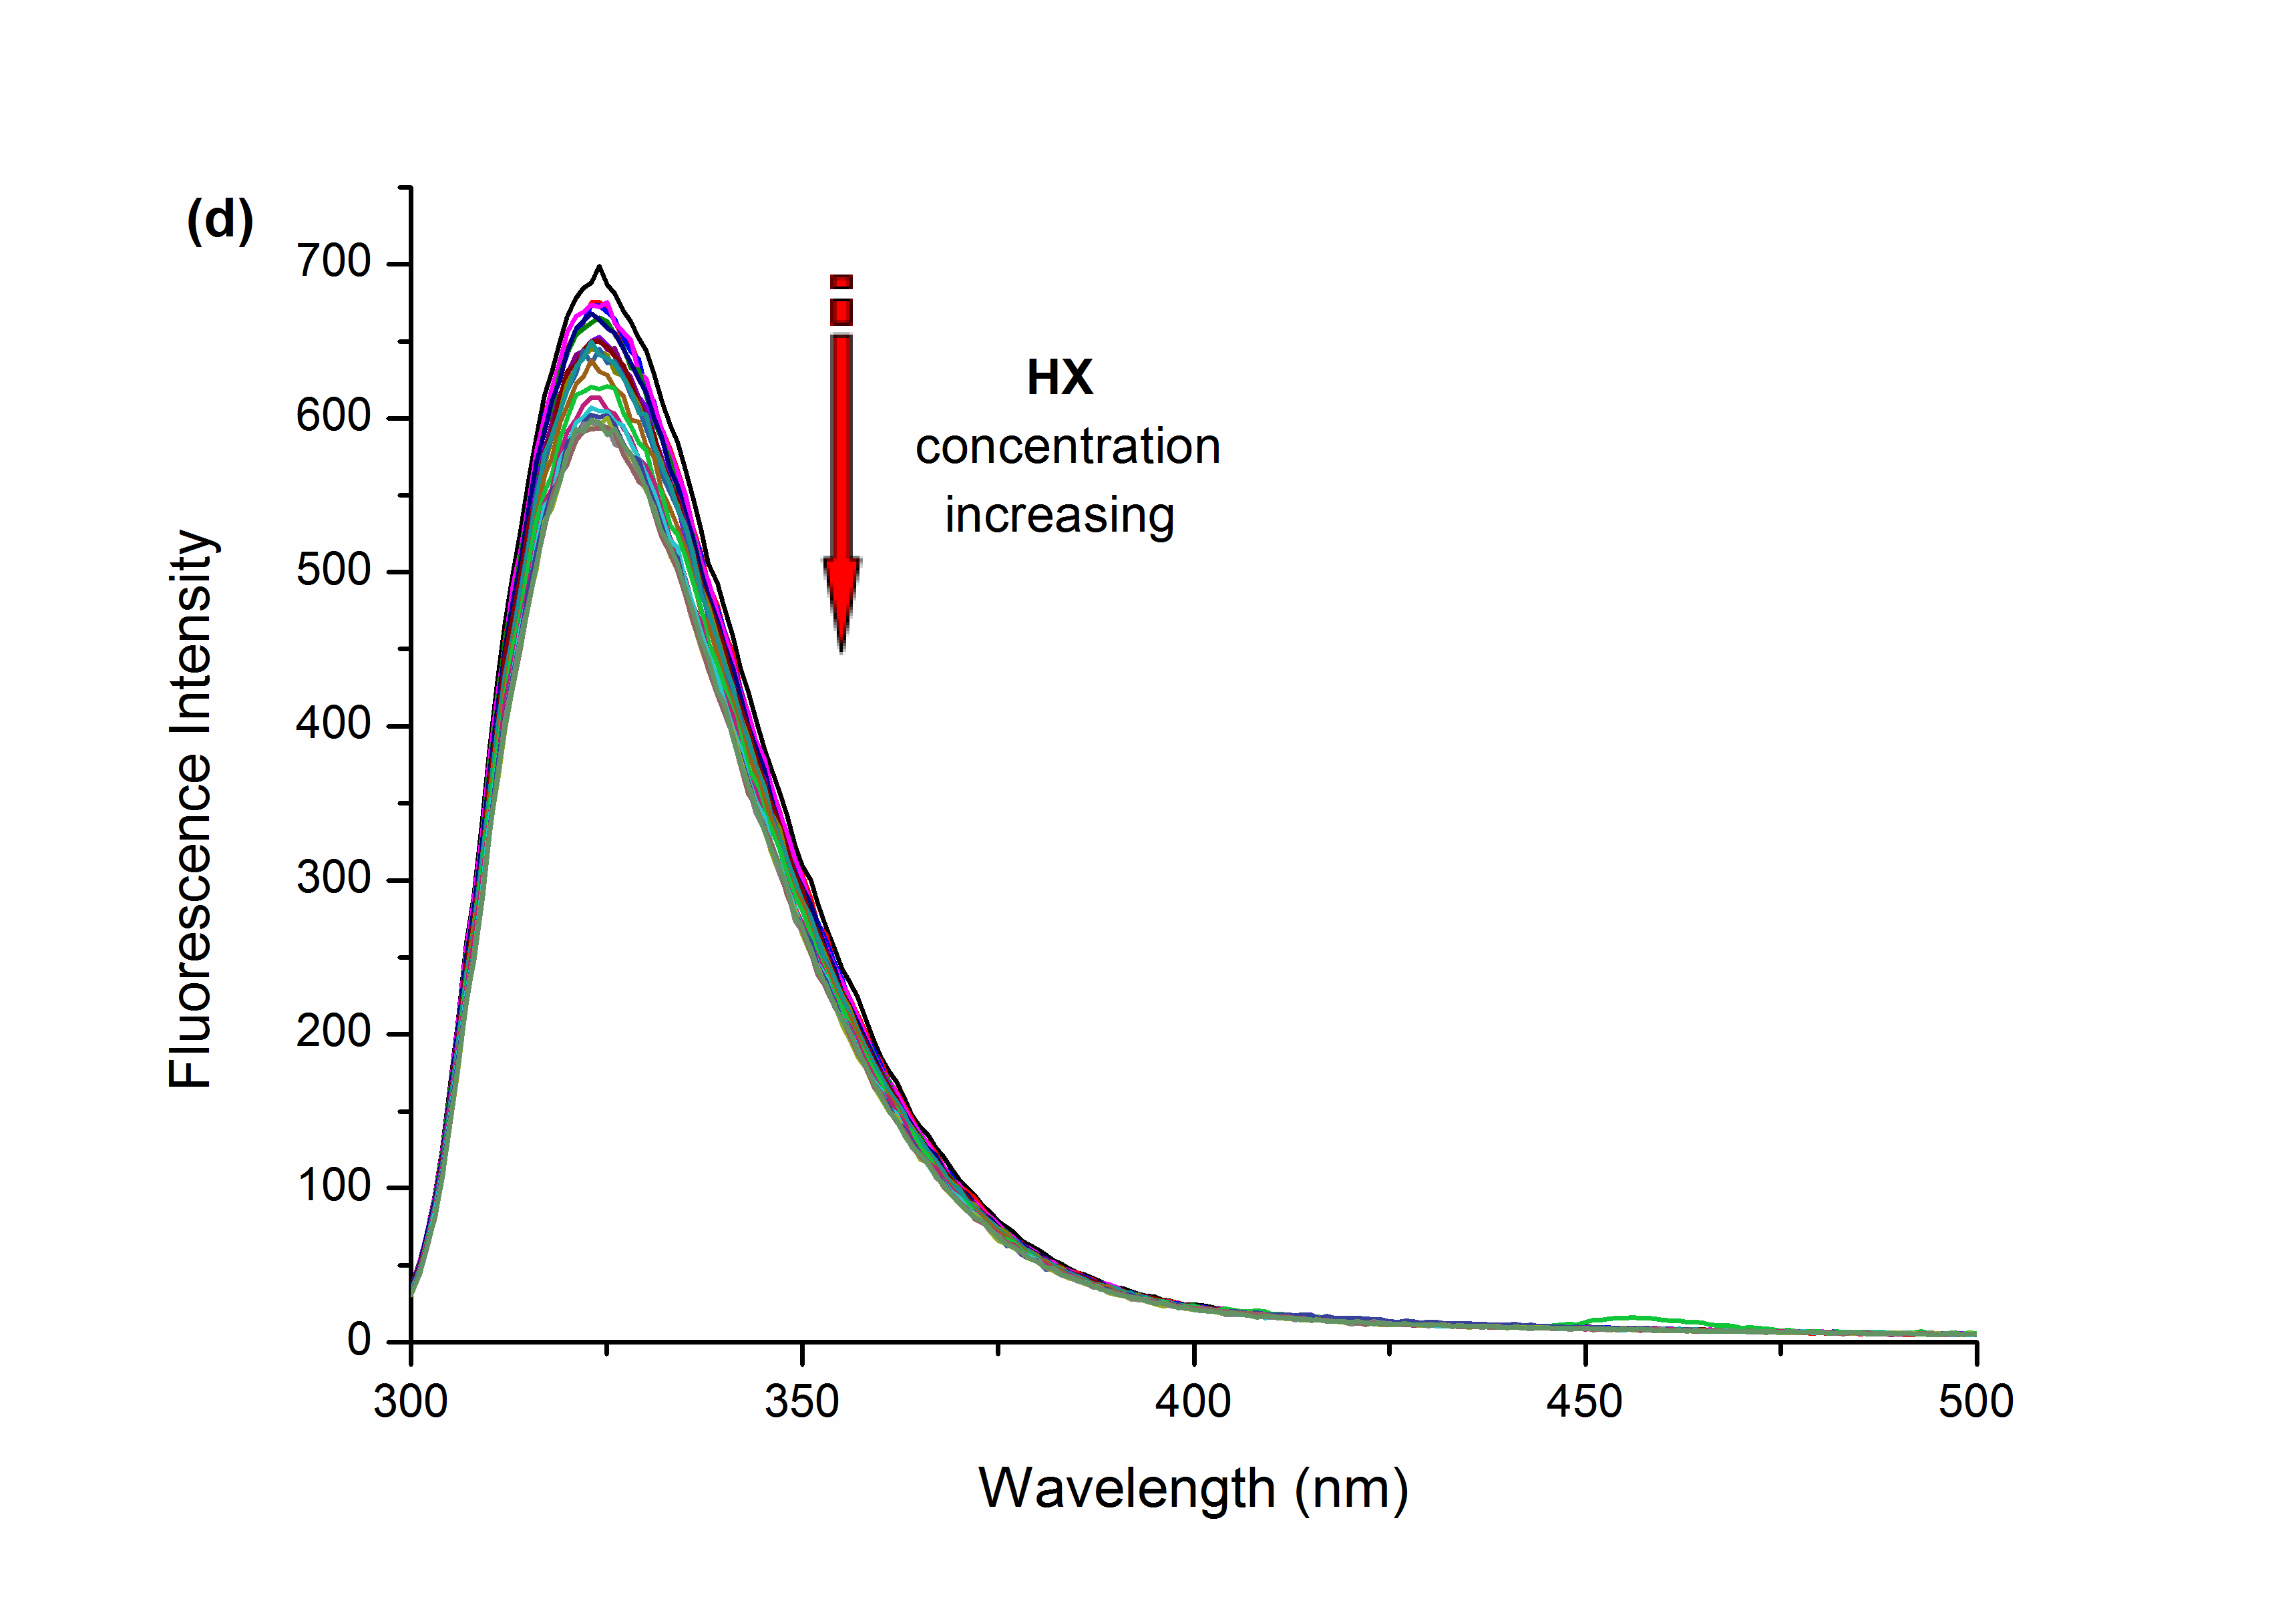 (d)
700
600
500
400
300
200
100
0
Fluorescence Intensity
HX
concentration
increasing
300 350 400 450 500
Wavelength (nm)